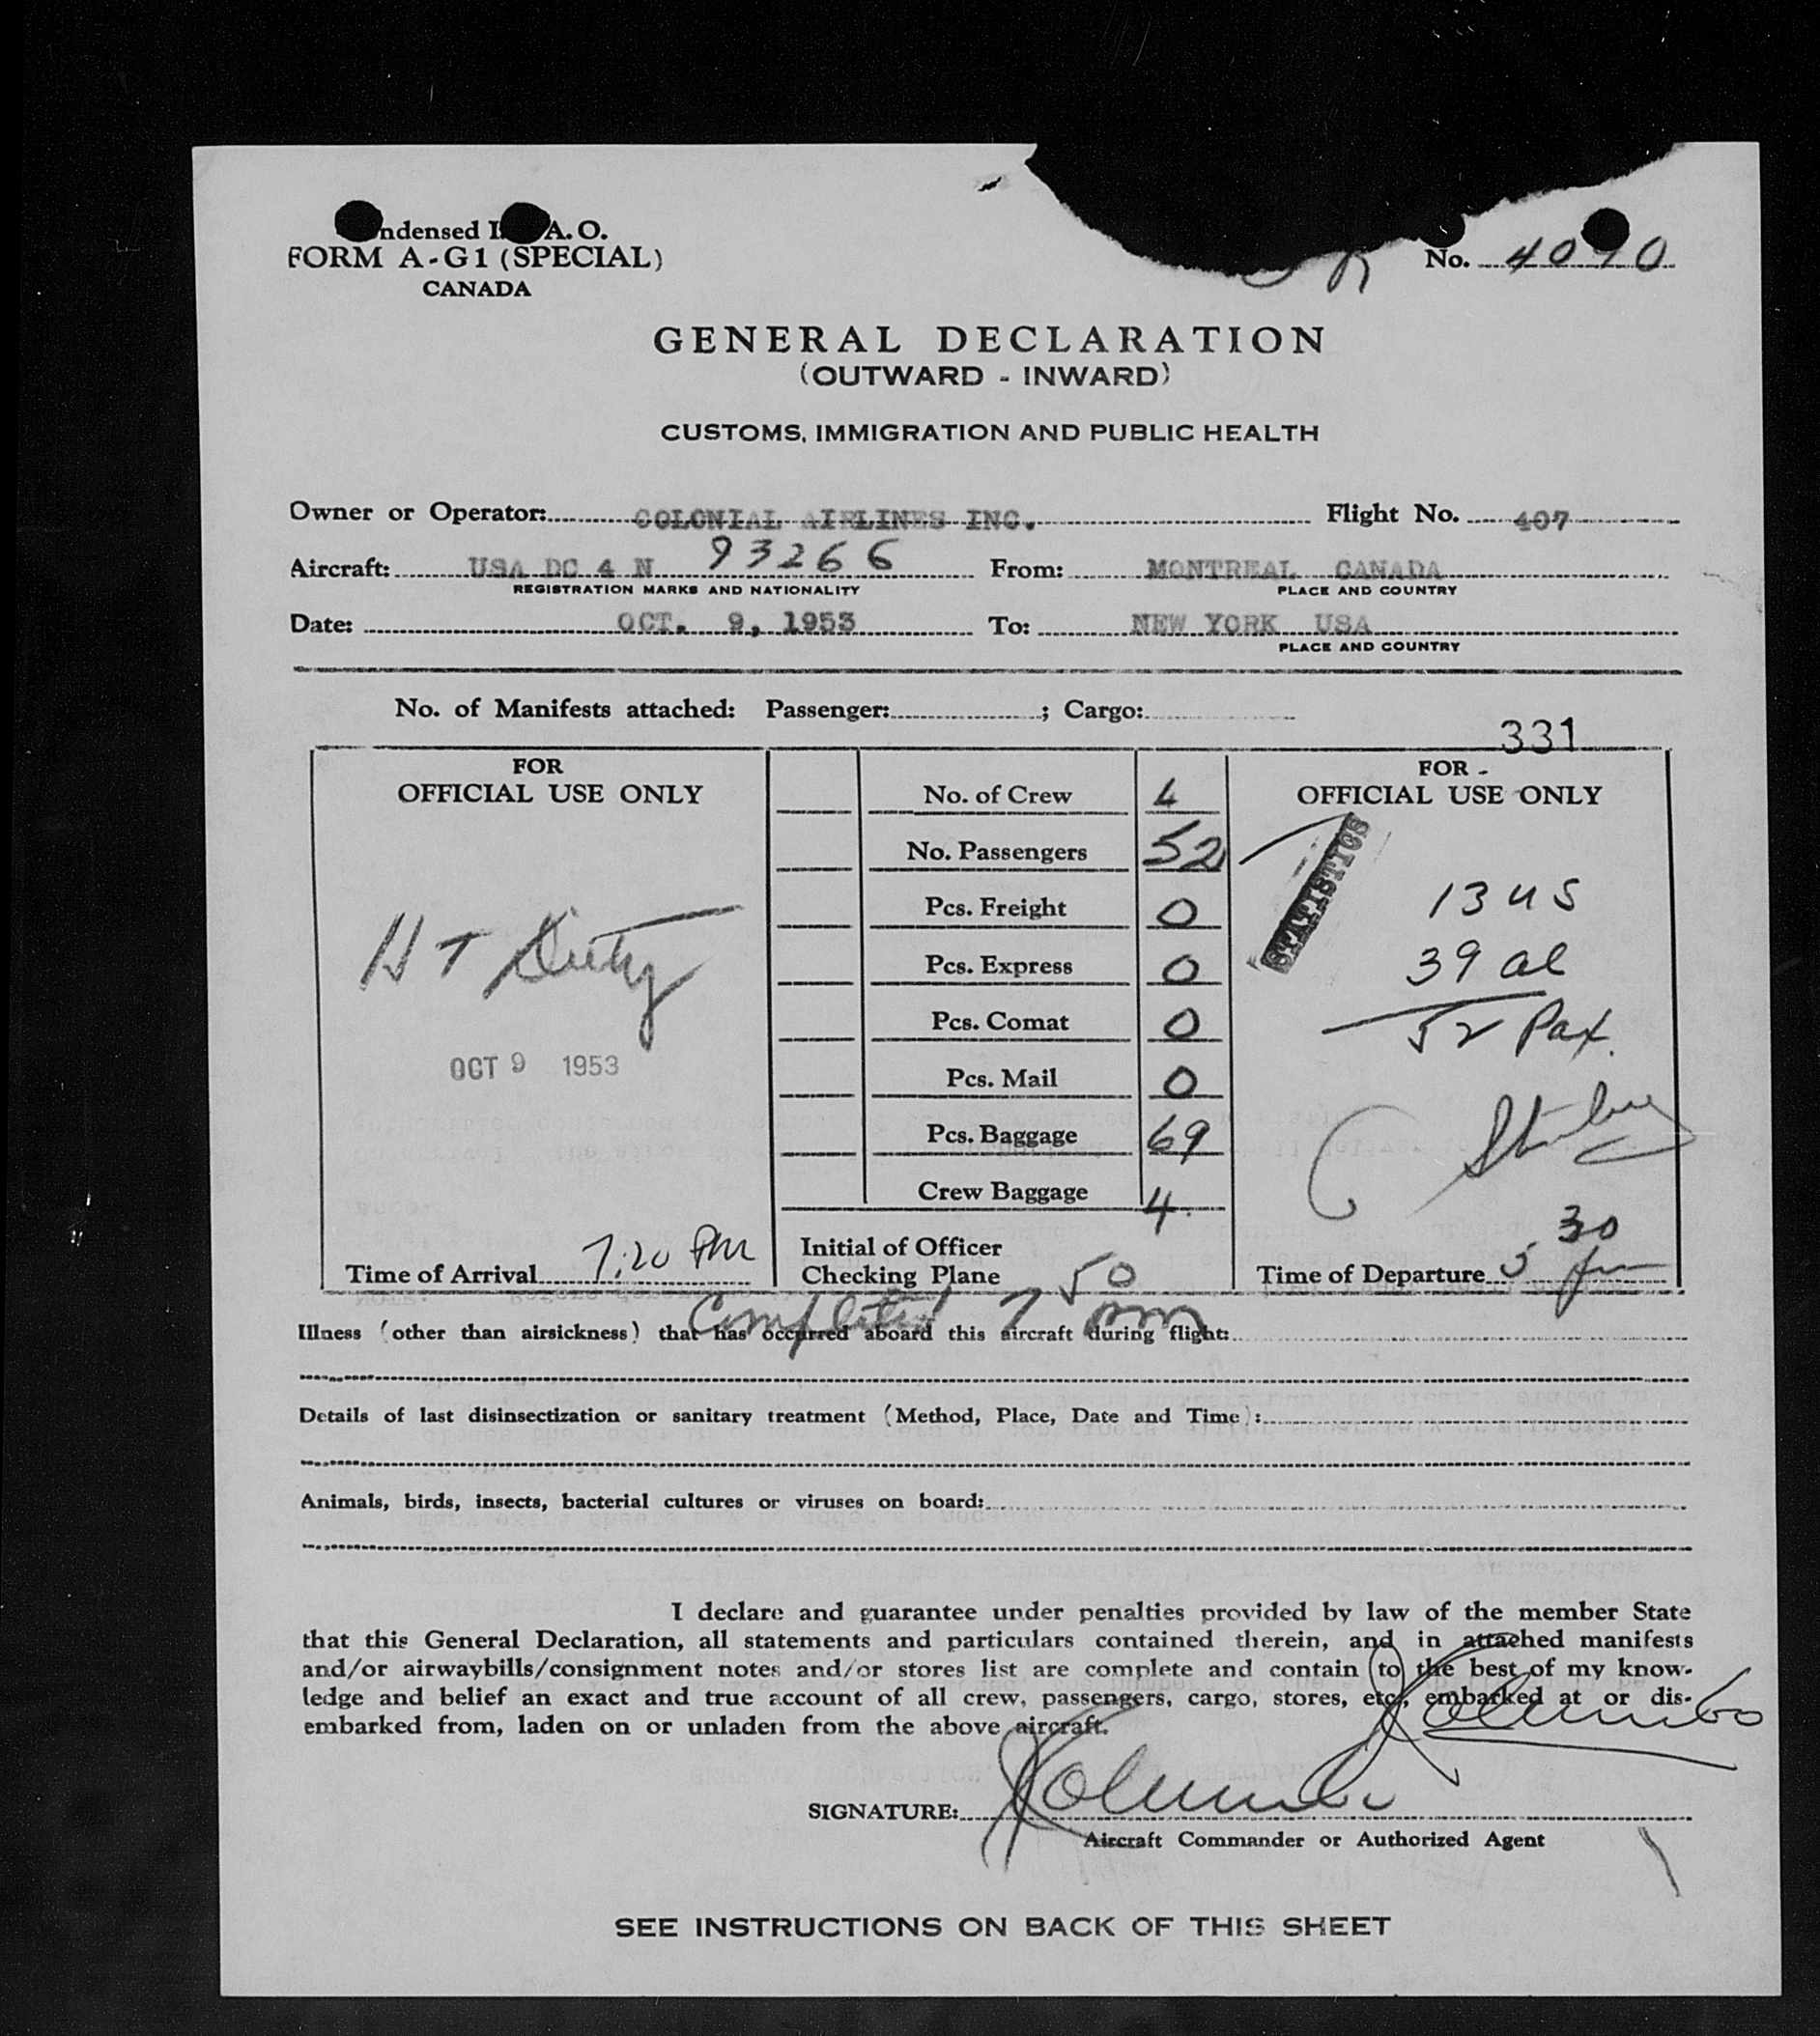 ndensed I. A.O.
FORM A-G1 (SPECIAL)
CANADA
No. 4090
GENERAL DECLARATION
(OUTWARD - INWARD)
CUSTOMS, IMMIGRATION AND PUBLIC HEALTH
Owner or Operator: COLONIAL AIRLINES INC. Flight No. 407
Aircraft: USA DC 4 N 93266 From: MONTREAL CANADA
REGISTRATION MARKS AND NATIONALITY PLACE AND COUNTRY
Date: OCT. 9, 1953 To: NEW YORK USA
PLACE AND COUNTRY
No. of Manifests attached: Passenger: ; Cargo:
331
FOR
OFFICIAL USE ONLY
H T Duty
OCT 9 1953
Time of Arrival 7:20 PM
No. of Crew 4
No. Passengers 52
Pcs. Freight 0
Pcs. Express 0
Pcs. Comat 0
Pcs. Mail 0
Pcs. Baggage 69
Crew Baggage 4.
Initial of Officer
Checking Plane
FOR -
OFFICIAL USE ONLY
STATISTICS
13 US
39 al
52 Pax.
Time of Departure 5 30 pm
Completed 7 50 pm
Illness (other than airsickness) that has occurred aboard this aircraft during flight:
Details of last disinsectization or sanitary treatment (Method, Place, Date and Time):
Animals, birds, insects, bacterial cultures or viruses on board:
I declare and guarantee under penalties provided by law of the member State
that this General Declaration, all statements and particulars contained therein, and in attached manifests
and/or airwaybills/consignment notes and/or stores list are complete and contain to the best of my know-
ledge and belief an exact and true account of all crew, passengers, cargo, stores, etc., embarked at or dis-
embarked from, laden on or unladen from the above aircraft.
SIGNATURE:
Aircraft Commander or Authorized Agent
SEE INSTRUCTIONS ON BACK OF THIS SHEET